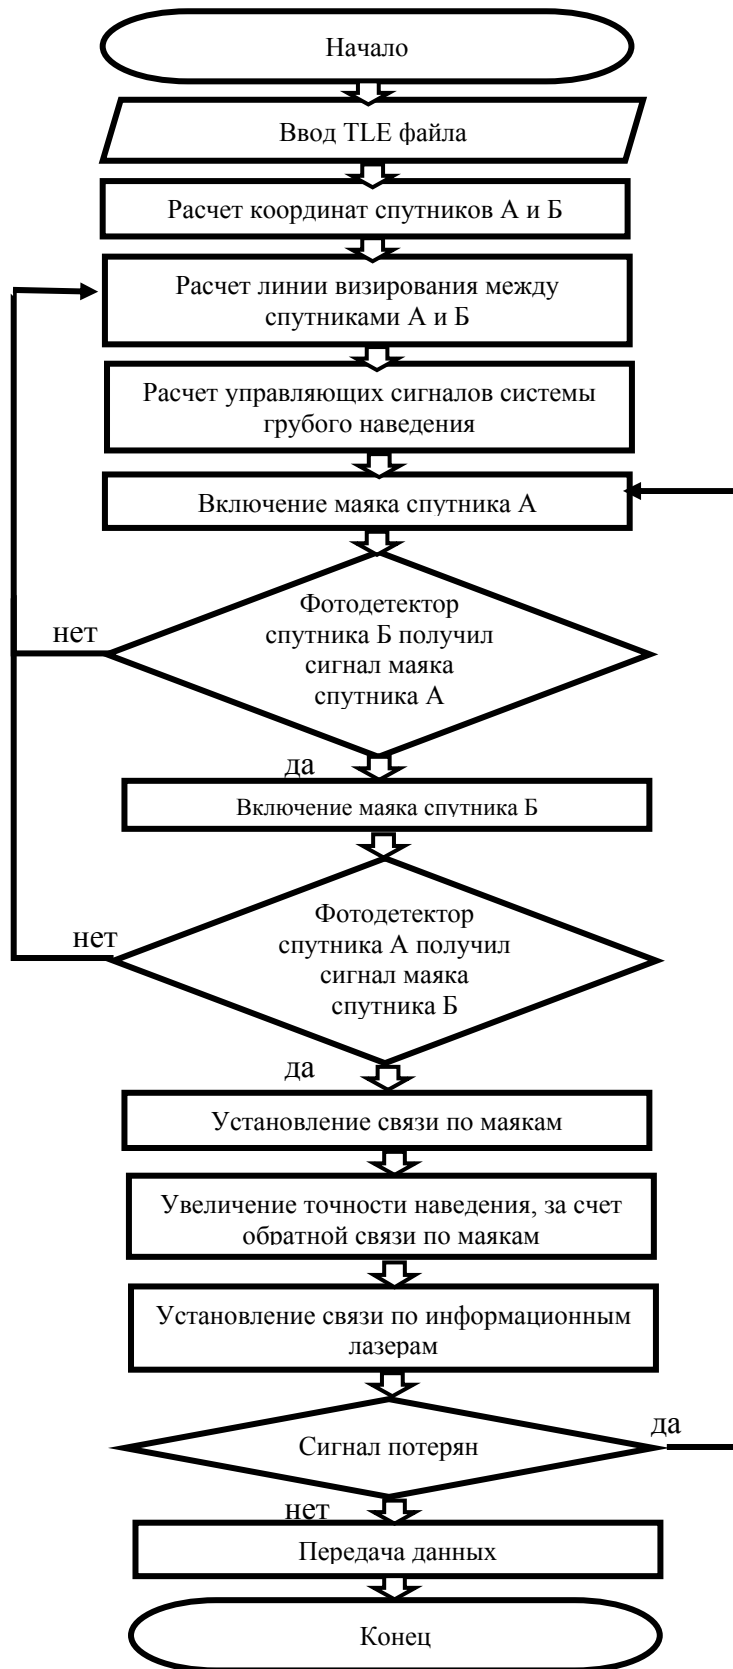 Начало
Ввод TLE файла
Расчет координат спутников А и Б
Расчет линии визирования между
спутниками А и Б
Расчет управляющих сигналов системы
грубого наведения
Включение маяка спутника А
Фотодетектор
спутника Б получил
сигнал маяка
спутника А
нет
да
Включение маяка спутника Б
Фотодетектор
спутника А получил
сигнал маяка
спутника Б
нет
да
Установление связи по маякам
Увеличение точности наведения, за счет
обратной связи по маякам
Установление связи по информационным
лазерам
Сигнал потерян
да
нет
Передача данных
Конец